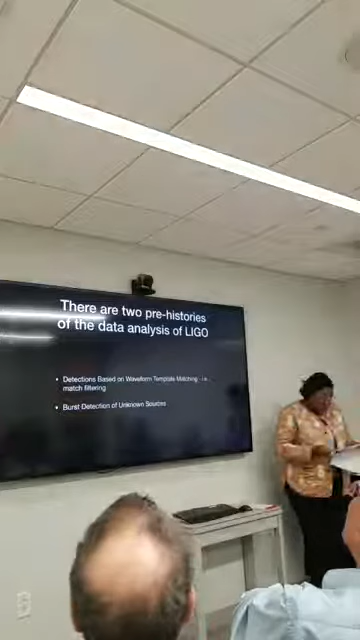 There are two pre-histories
of the data analysis of LIGO
• Detections Based on Waveform Template Matching - i.e.
match filtering
• Burst Detection of Unknown Sources